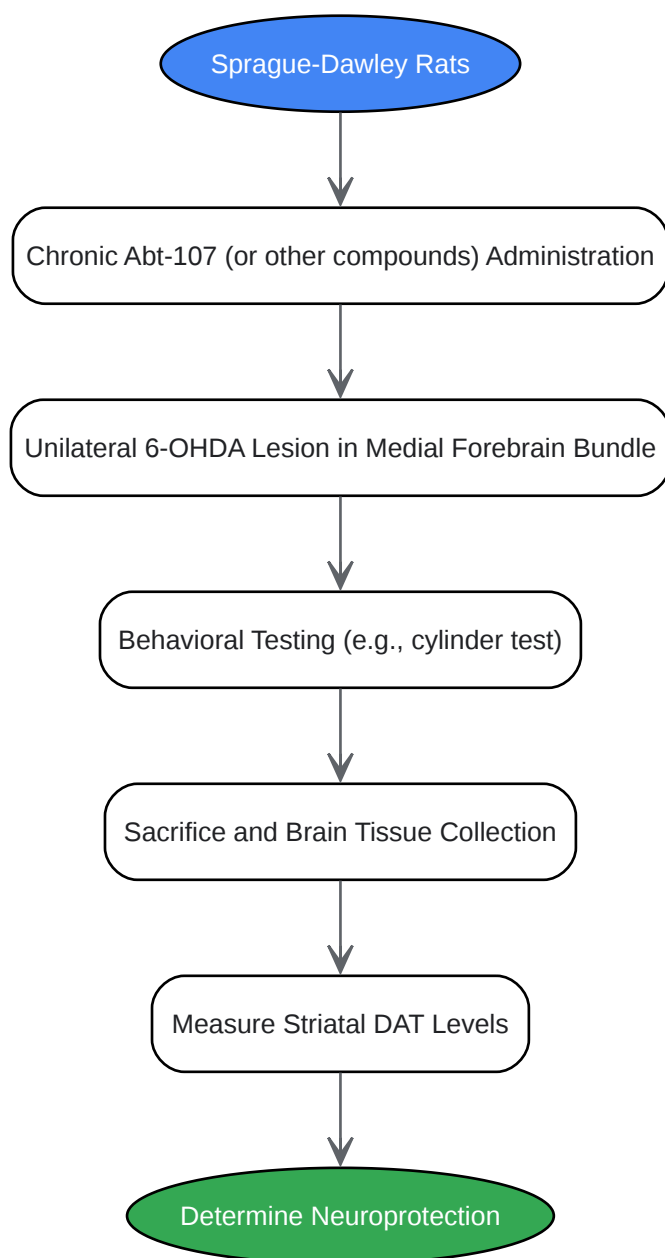 Sprague-Dawley Rats
Chronic Abt-107 (or other compounds) Administration
Unilateral 6-OHDA Lesion in Medial Forebrain Bundle
Behavioral Testing (e.g., cylinder test)
Sacrifice and Brain Tissue Collection
Measure Striatal DAT Levels
Determine Neuroprotection